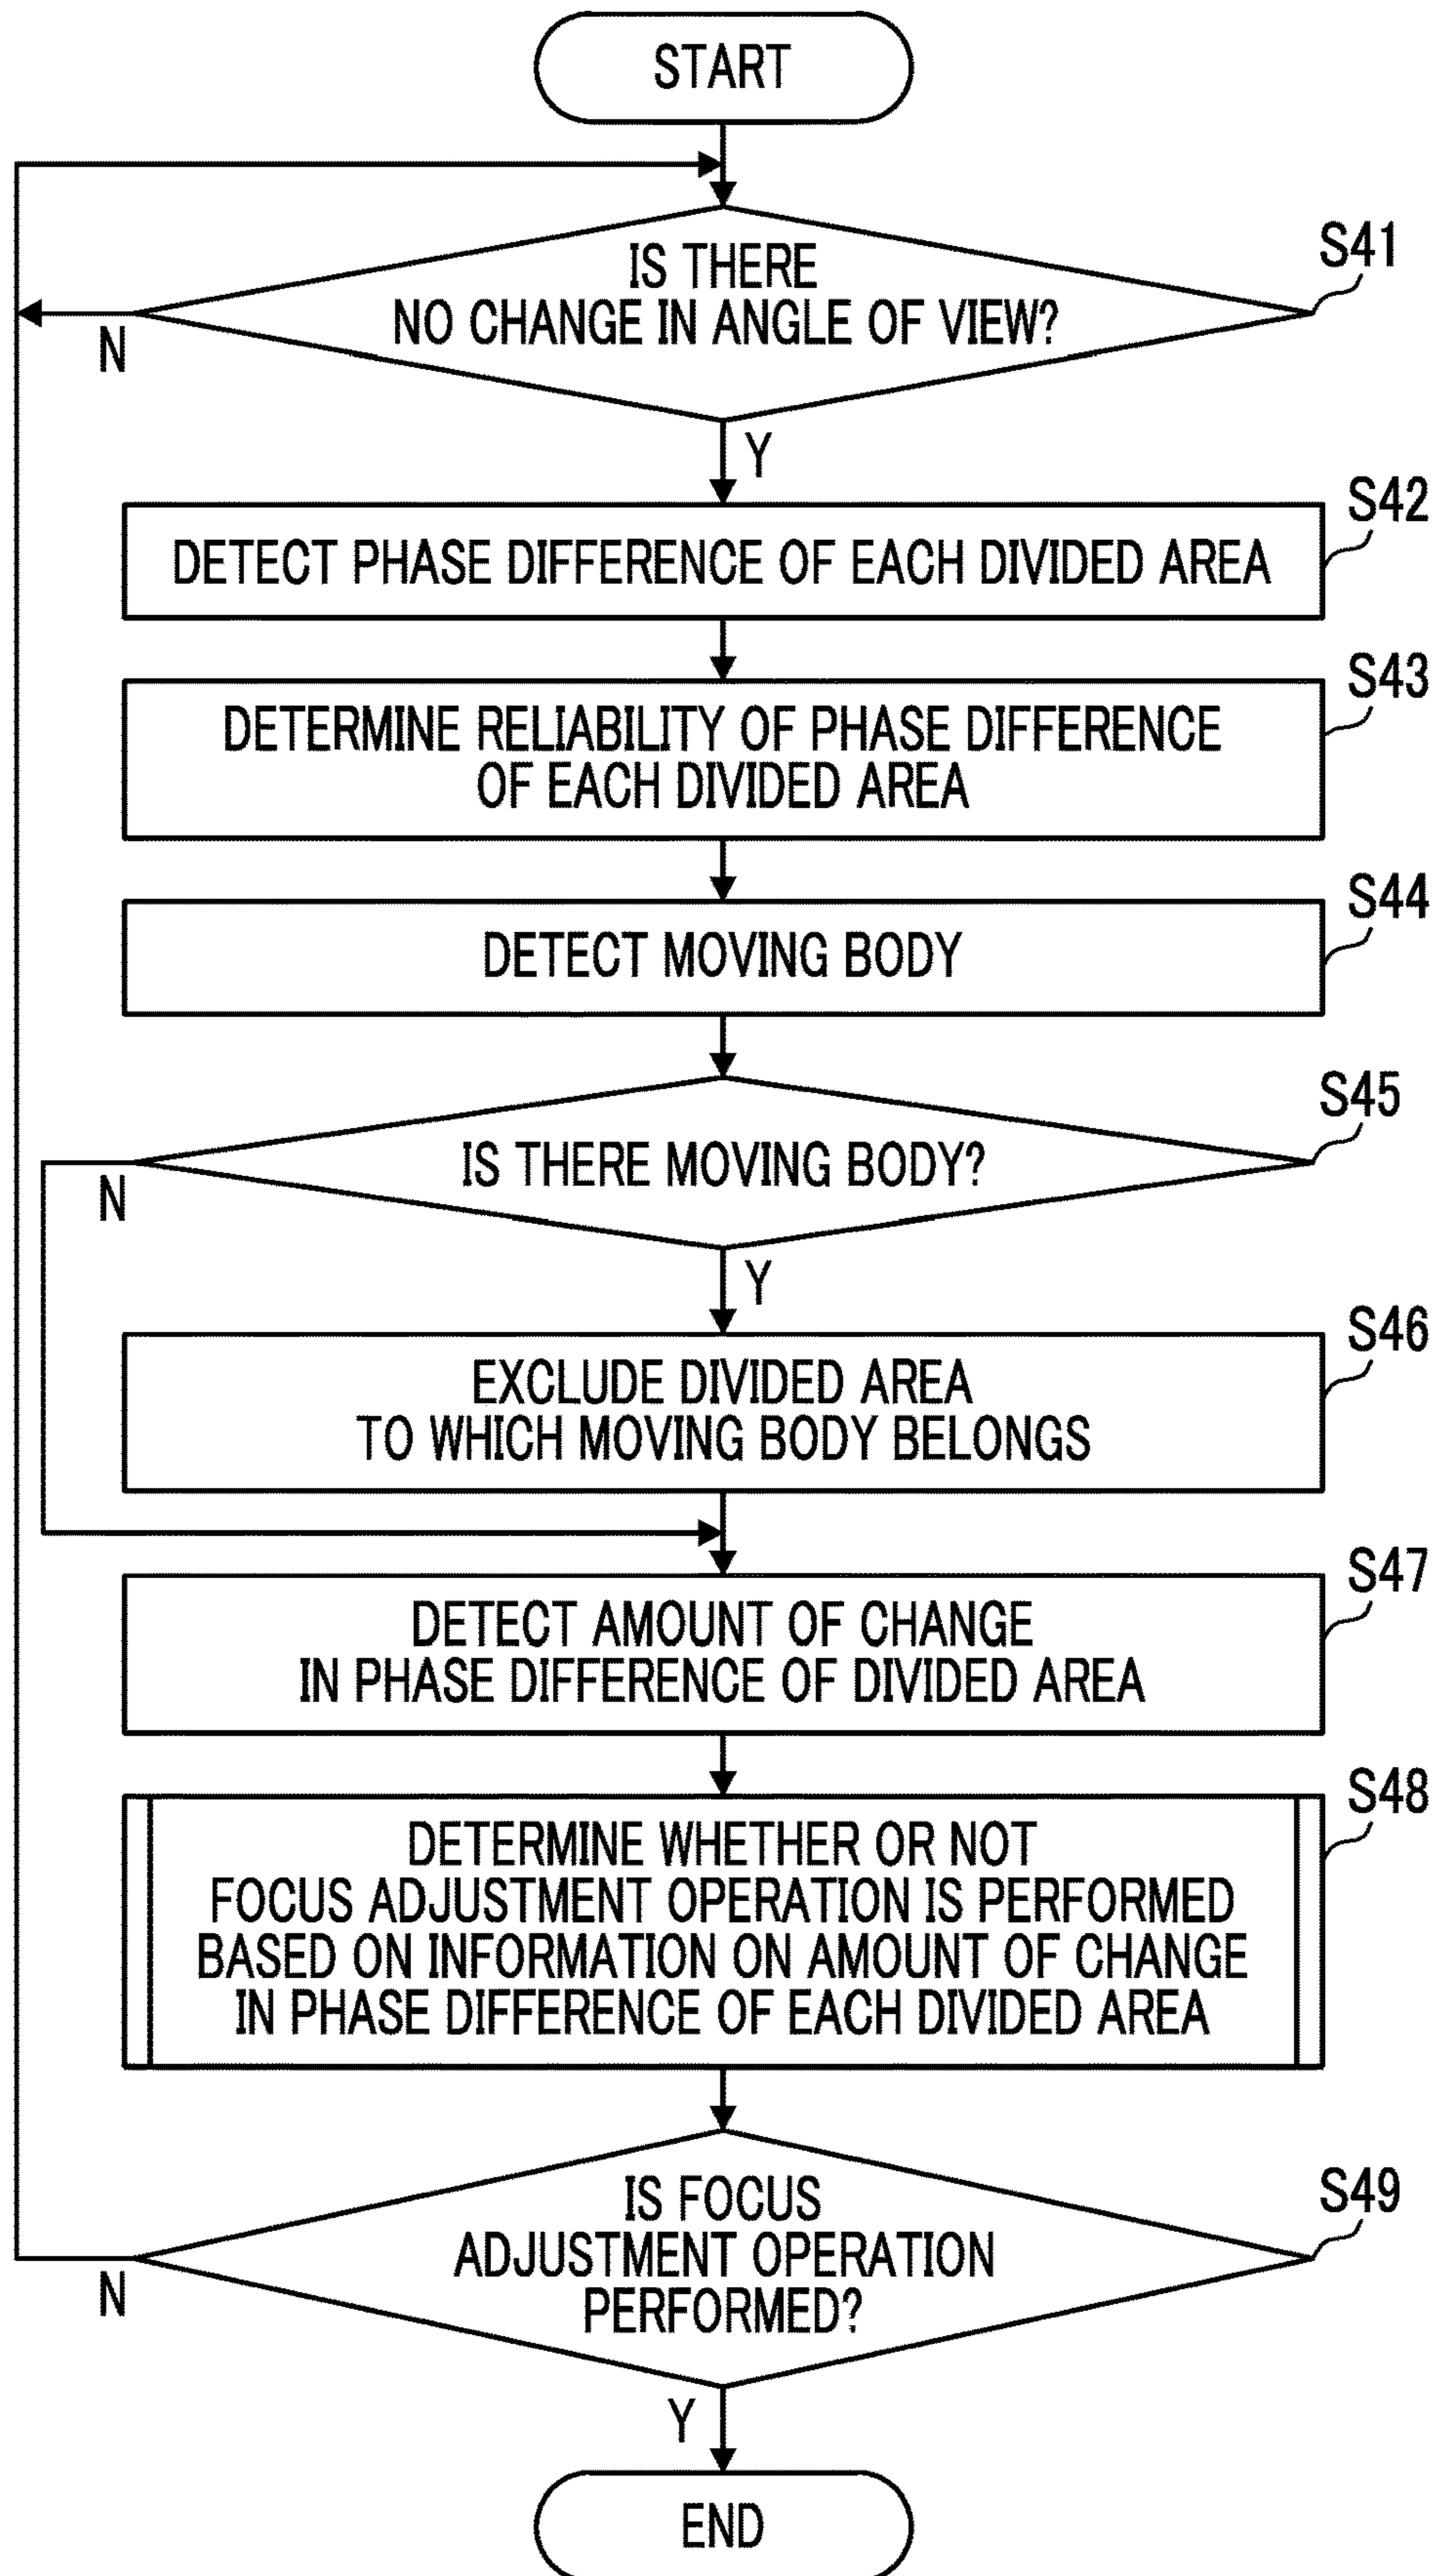 START
IS THERE
NO CHANGE IN ANGLE OF VIEW?
S41
N
Y
S42
DETECT PHASE DIFFERENCE OF EACH DIVIDED AREA
S43
DETERMINE RELIABILITY OF PHASE DIFFERENCE
OF EACH DIVIDED AREA
S44
DETECT MOVING BODY
S45
IS THERE MOVING BODY?
N
Y
S46
EXCLUDE DIVIDED AREA
TO WHICH MOVING BODY BELONGS
S47
DETECT AMOUNT OF CHANGE
IN PHASE DIFFERENCE OF DIVIDED AREA
S48
DETERMINE WHETHER OR NOT
FOCUS ADJUSTMENT OPERATION IS PERFORMED
BASED ON INFORMATION ON AMOUNT OF CHANGE
IN PHASE DIFFERENCE OF EACH DIVIDED AREA
S49
IS FOCUS
ADJUSTMENT OPERATION
PERFORMED?
N
Y
END